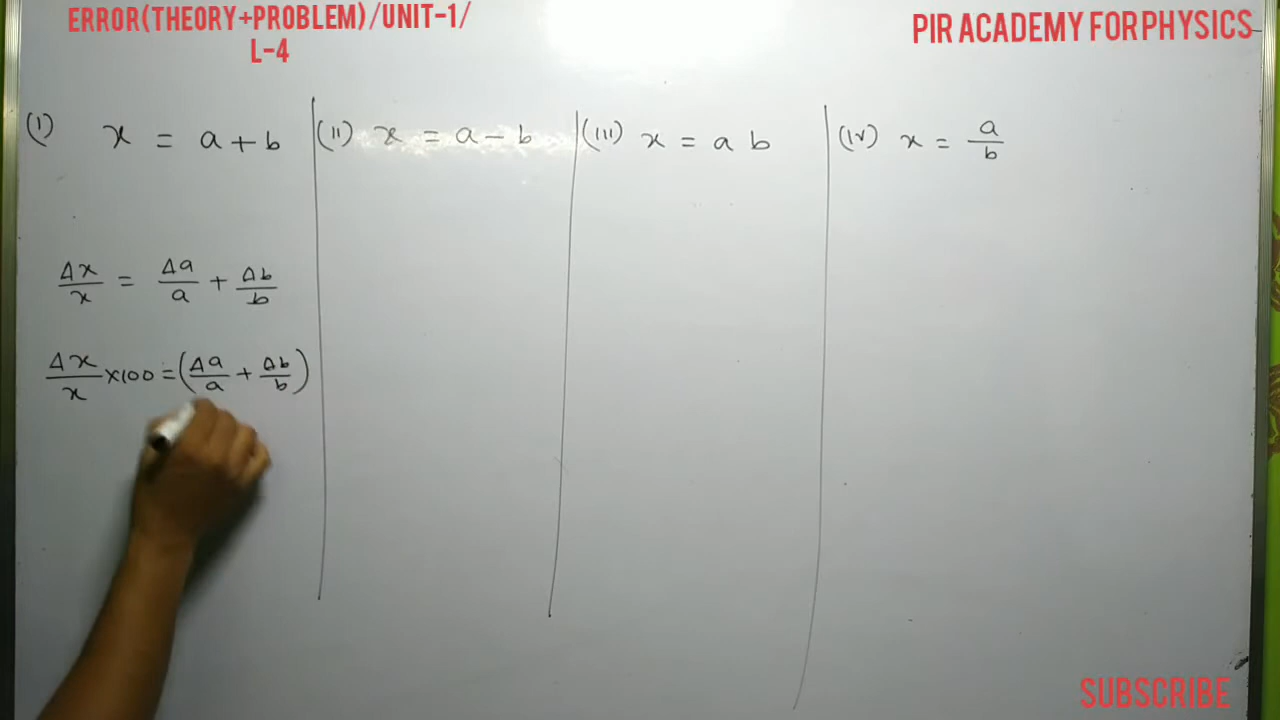 ERROR(THEORY+PROBLEM)/UNIT-1/
L-4
PIR ACADEMY FOR PHYSICS
(I) x = a + b
(II) x = a - b
(III) x = a b
(IV) x = a/b
Δx/x = Δa/a + Δb/b
Δx/x ×100 = (Δa/a + Δb/b)
SUBSCRIBE